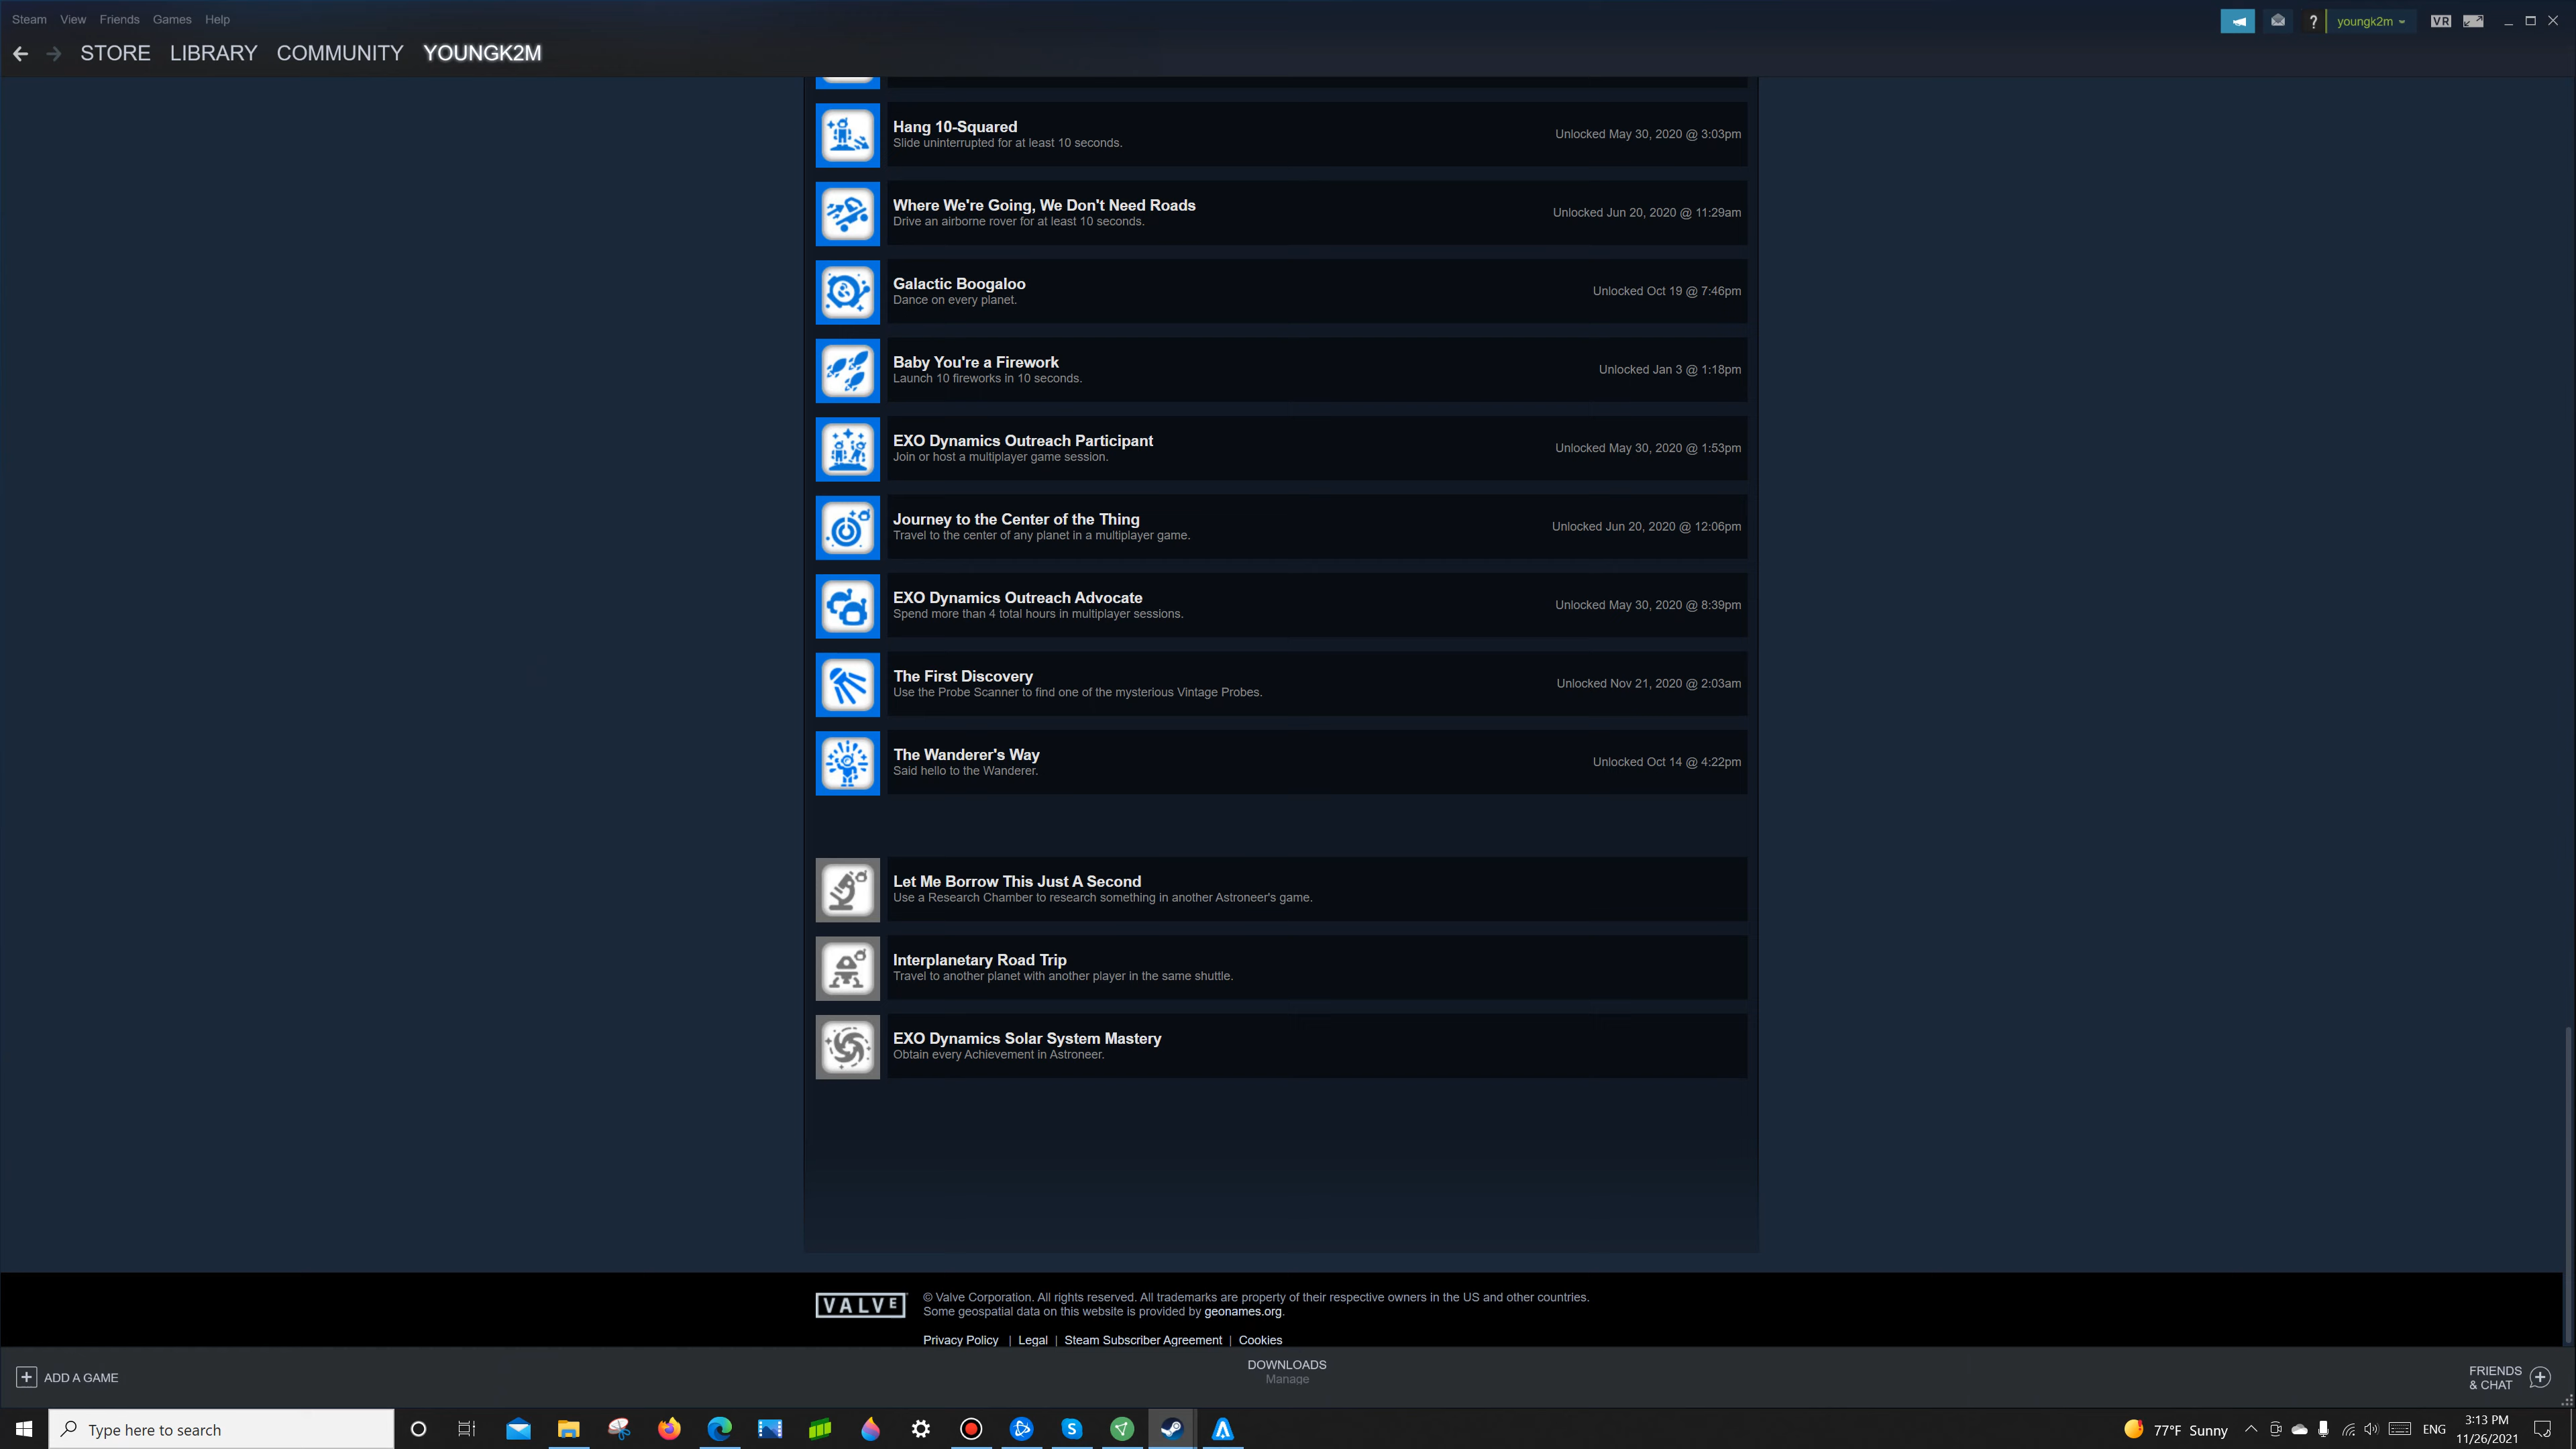 Steam View Friends Games Help
youngk2m
VR
STORE LIBRARY COMMUNITY YOUNGK2M
Hang 10-Squared
Slide uninterrupted for at least 10 seconds.
Unlocked May 30, 2020 @ 3:03pm
Where We're Going, We Don't Need Roads
Drive an airborne rover for at least 10 seconds.
Unlocked Jun 20, 2020 @ 11:29am
Galactic Boogaloo
Dance on every planet.
Unlocked Oct 19 @ 7:46pm
Baby You're a Firework
Launch 10 fireworks in 10 seconds.
Unlocked Jan 3 @ 1:18pm
EXO Dynamics Outreach Participant
Join or host a multiplayer game session.
Unlocked May 30, 2020 @ 1:53pm
Journey to the Center of the Thing
Travel to the center of any planet in a multiplayer game.
Unlocked Jun 20, 2020 @ 12:06pm
EXO Dynamics Outreach Advocate
Spend more than 4 total hours in multiplayer sessions.
Unlocked May 30, 2020 @ 8:39pm
The First Discovery
Use the Probe Scanner to find one of the mysterious Vintage Probes.
Unlocked Nov 21, 2020 @ 2:03am
The Wanderer's Way
Said hello to the Wanderer.
Unlocked Oct 14 @ 4:22pm
Let Me Borrow This Just A Second
Use a Research Chamber to research something in another Astroneer's game.
Interplanetary Road Trip
Travel to another planet with another player in the same shuttle.
EXO Dynamics Solar System Mastery
Obtain every Achievement in Astroneer.
VALVE
© Valve Corporation. All rights reserved. All trademarks are property of their respective owners in the US and other countries.
Some geospatial data on this website is provided by geonames.org.
Privacy Policy | Legal | Steam Subscriber Agreement | Cookies
ADD A GAME
DOWNLOADS
Manage
FRIENDS
& CHAT
Type here to search
77°F Sunny
ENG
3:13 PM
11/26/2021